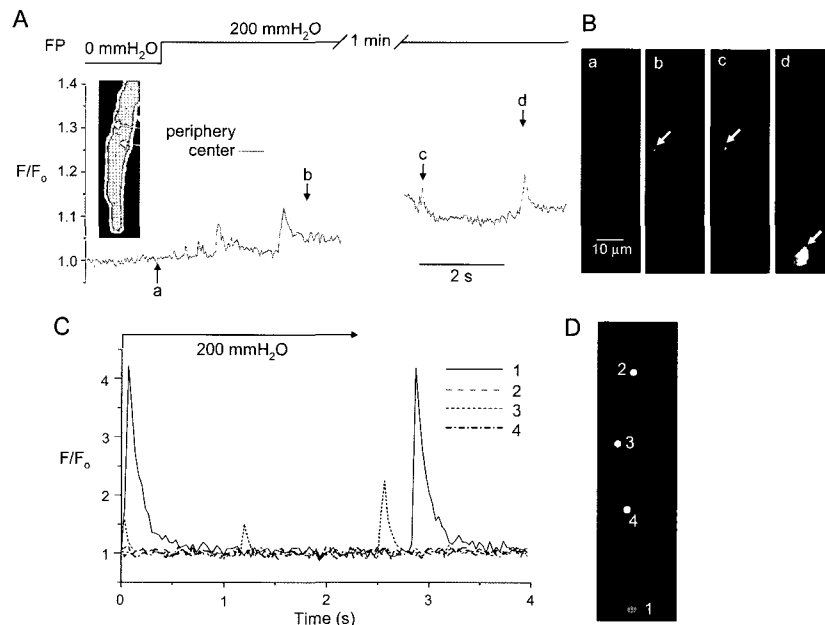 A
FP
0 mmH2O
200 mmH2O
1 min
1.4
1.3
1.2
1.1
1.0
F/Fo
periphery
center
a
b
c
d
2 s
B
a
b
c
d
10 μm
C
200 mmH2O
1
2
3
4
F/Fo
4
3
2
1
0
1
2
3
4
Time (s)
D
2
3
4
1